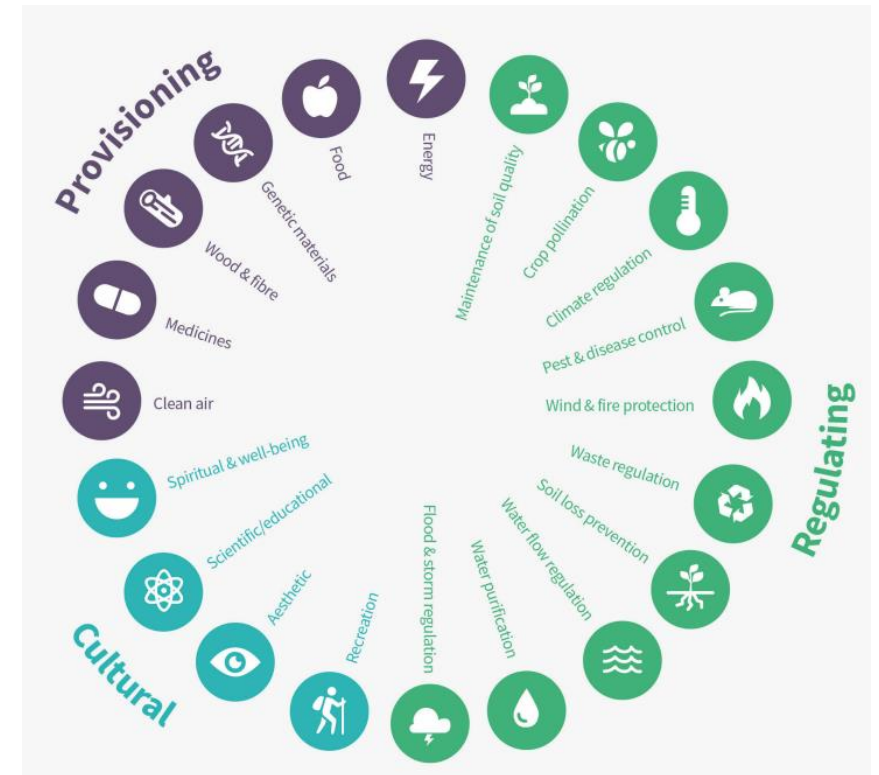 Provisioning
Energy
Food
Genetic materials
Wood & fibre
Medicines
Clean air
Regulating
Maintenance of soil quality
Crop pollination
Climate regulation
Pest & disease control
Wind & fire protection
Waste regulation
Soil loss prevention
Water flow regulation
Water purification
Flood & storm regulation
Cultural
Spiritual & well-being
Scientific/educational
Aesthetic
Recreation